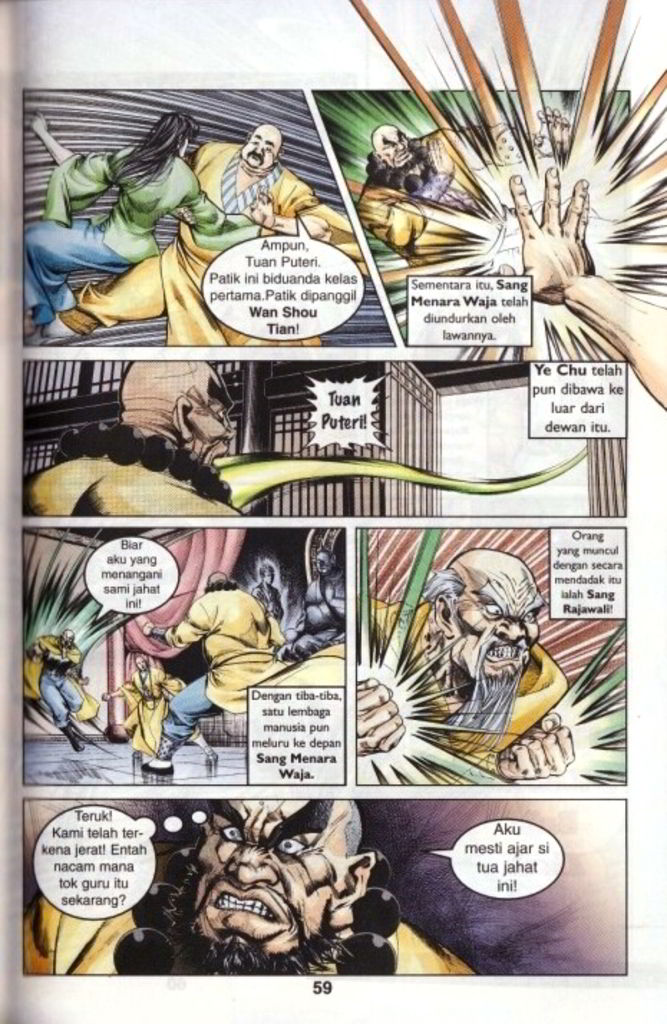 Ampun,
Tuan Puteri.
Patik ini biduanda kelas
pertama.Patik dipanggil
Wan Shou
Tian!
Sementara itu, Sang
Menara Waja telah
diundurkan oleh
lawannya.
Tuan
Puteri!
Ye Chu telah
pun dibawa ke
luar dari
dewan itu.
Biar
aku yang
menangani
sami jahat
ini!
Dengan tiba-tiba,
satu lembaga
manusia pun
meluru ke depan
Sang Menara
Waja.
Orang
yang muncul
dengan secara
mendadak itu
ialah Sang
Rajawali!
Teruk!
Kami telah ter-
kena jerat! Entah
nacam mana
tok guru itu
sekarang?
Aku
mesti ajar si
tua jahat
ini!
59